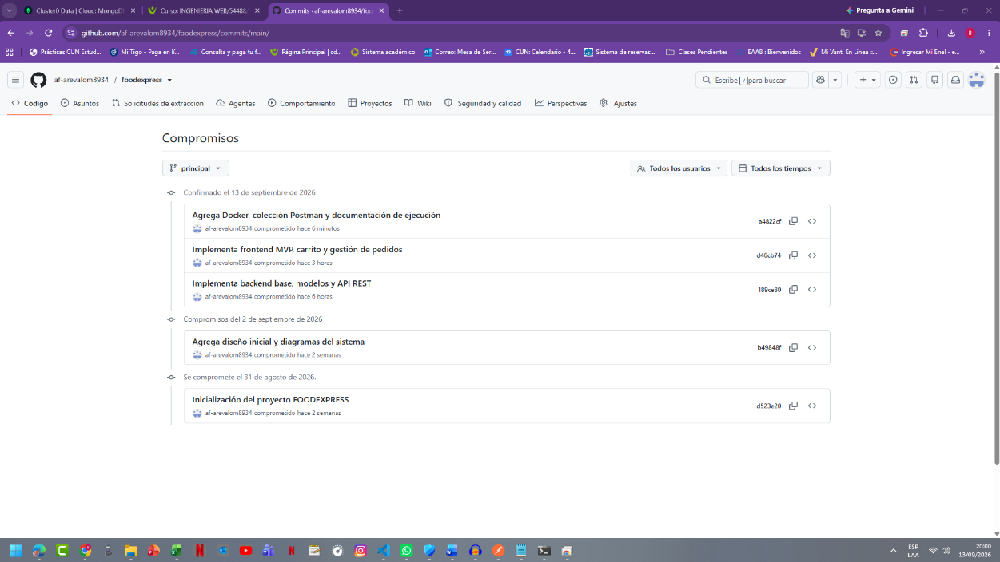 Cluster0 Data | Cloud: MongoDB
Curso: INGENIERIA WEB/54488/
Commits · af-arevalom8934/foo
Pregunta a Gemini
github.com/af-arevalom8934/foodexpress/commits/main/
B
Prácticas CUN Estud...
Mi Tigo - Paga en lí...
Consulta y paga tu f...
Página Principal | cd...
Sistema académico
Correo: Mesa de Ser...
CUN: Calendario - 4...
Sistema de reservas...
Clases Pendientes
EAAB : Bienvenidos
Mi Vanti En Linea ::...
Ingresar Mi Enel - e...
af-arevalom8934 / foodexpress
Escribe / para buscar
Código
Asuntos
Solicitudes de extracción
Agentes
Comportamiento
Proyectos
Wiki
Seguridad y calidad
Perspectivas
Ajustes
Compromisos
principal
Todos los usuarios
Todos los tiempos
Confirmado el 13 de septiembre de 2026
Agrega Docker, colección Postman y documentación de ejecución
a4822cf
af-arevalom8934 comprometido hace 6 minutos
Implementa frontend MVP, carrito y gestión de pedidos
d46cb74
af-arevalom8934 comprometido hace 3 horas
Implementa backend base, modelos y API REST
189ce80
af-arevalom8934 comprometido hace 6 horas
Compromisos del 2 de septiembre de 2026
Agrega diseño inicial y diagramas del sistema
b49848f
af-arevalom8934 comprometido hace 2 semanas
Se compromete el 31 de agosto de 2026.
Inicialización del proyecto FOODEXPRESS
d523e20
af-arevalom8934 comprometido hace 2 semanas
ESP
LAA
20:00
13/09/2026